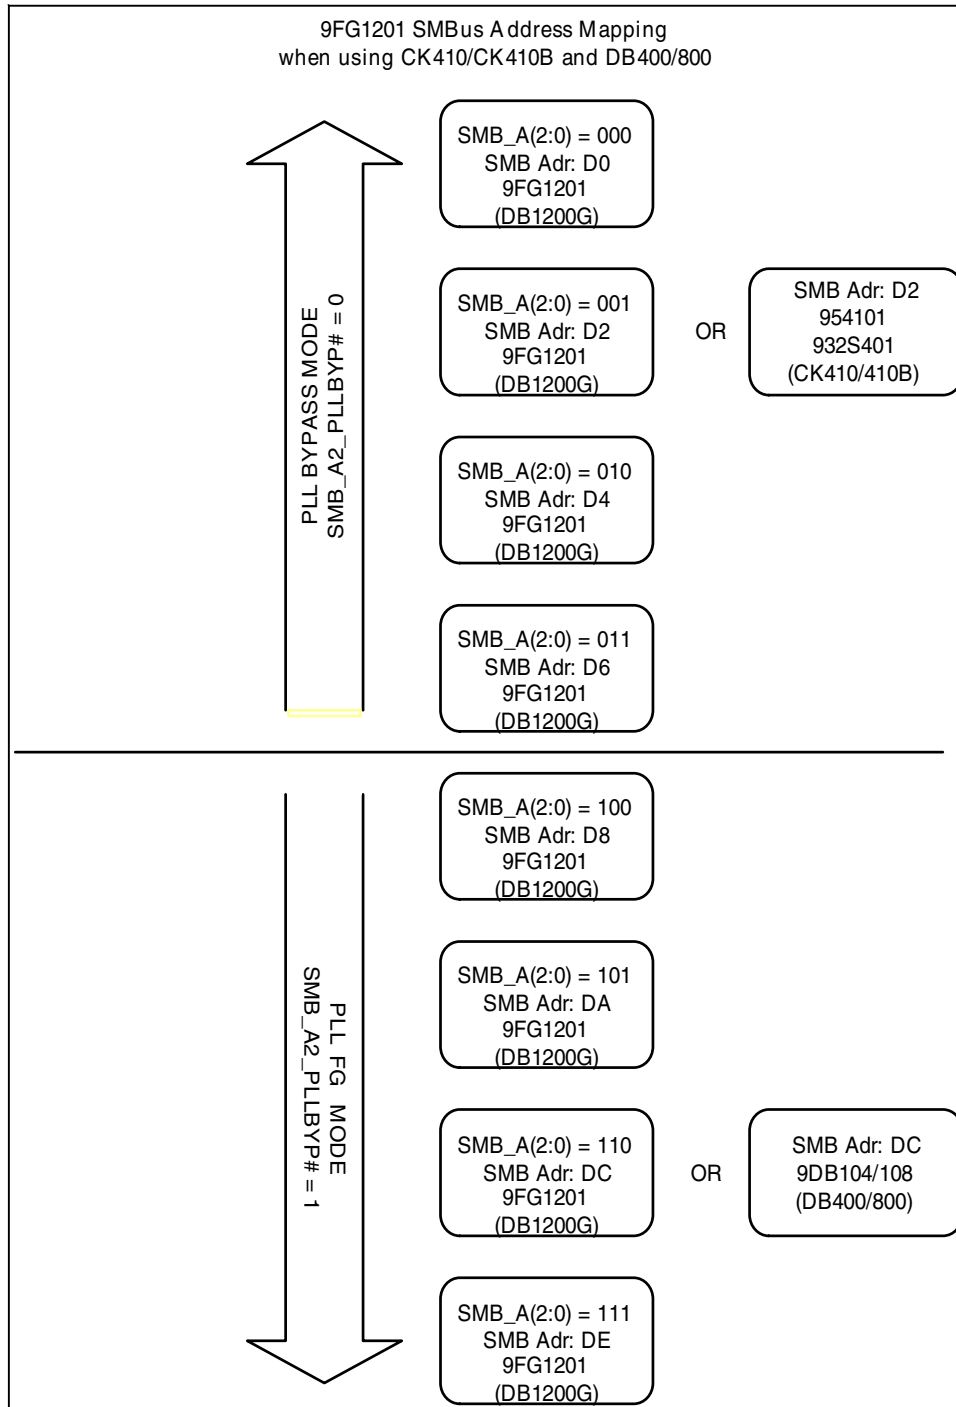 9FG1201 SMBus Address Mapping
when using CK410/CK410B and DB400/800
PLL BYPASS MODE
SMB_A2_PLLBYP# = 0
SMB_A(2:0) = 000
SMB Adr: D0
9FG1201
(DB1200G)
SMB_A(2:0) = 001
SMB Adr: D2
9FG1201
(DB1200G)
OR
SMB Adr: D2
954101
932S401
(CK410/410B)
SMB_A(2:0) = 010
SMB Adr: D4
9FG1201
(DB1200G)
SMB_A(2:0) = 011
SMB Adr: D6
9FG1201
(DB1200G)
PLL FG MODE
SMB_A2_PLLBYP# = 1
SMB_A(2:0) = 100
SMB Adr: D8
9FG1201
(DB1200G)
SMB_A(2:0) = 101
SMB Adr: DA
9FG1201
(DB1200G)
SMB_A(2:0) = 110
SMB Adr: DC
9FG1201
(DB1200G)
OR
SMB Adr: DC
9DB104/108
(DB400/800)
SMB_A(2:0) = 111
SMB Adr: DE
9FG1201
(DB1200G)